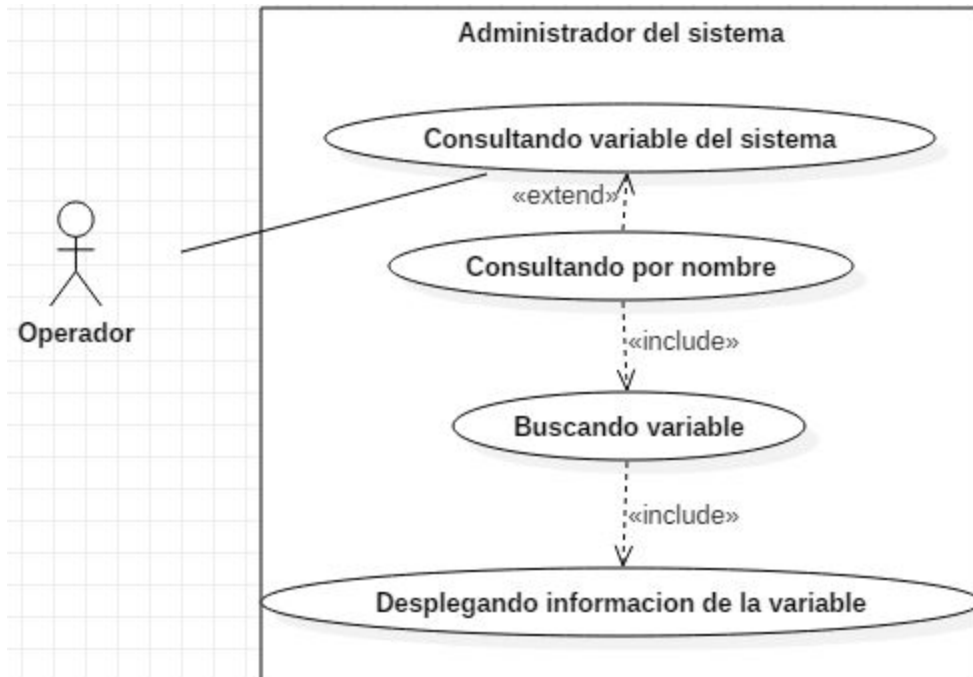 Administrador del sistema
Consultando variable del sistema
«extend»
Consultando por nombre
Operador
«include»
Buscando variable
«include»
Desplegando informacion de la variable